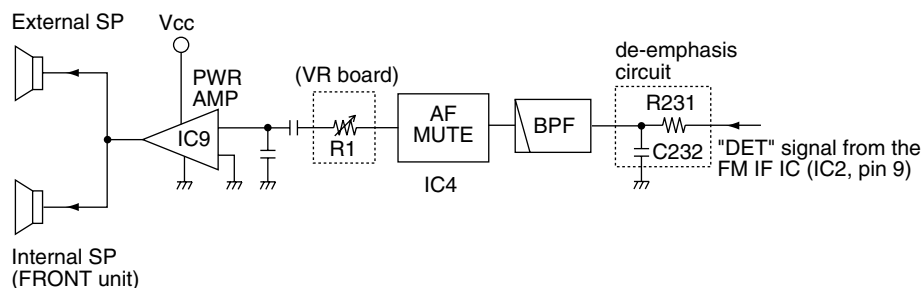 External SP
Vcc
PWR
AMP
IC9
(VR board)
R1
AF
MUTE
IC4
BPF
de-emphasis
circuit
R231
C232
"DET" signal from the
FM IF IC (IC2, pin 9)
Internal SP
(FRONT unit)